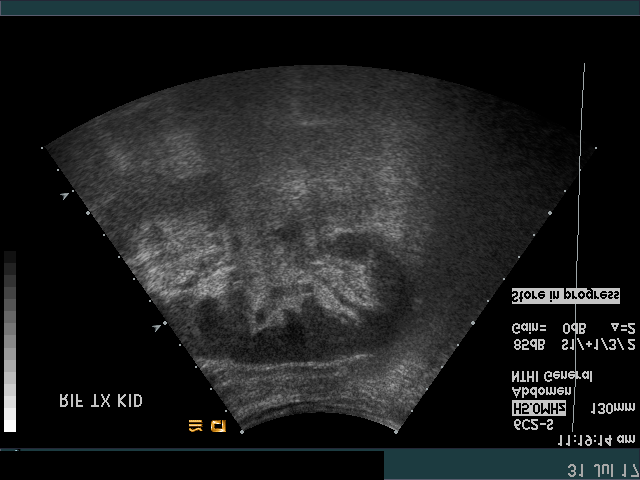 31 Jul 17
11:19:14 am
6C2-S
H5.0MHz 130mm
Abdomen
NTHI General
85dB S1/+1/3/2
Gain= 0dB Δ=2
Store in progress
RIF TX KID